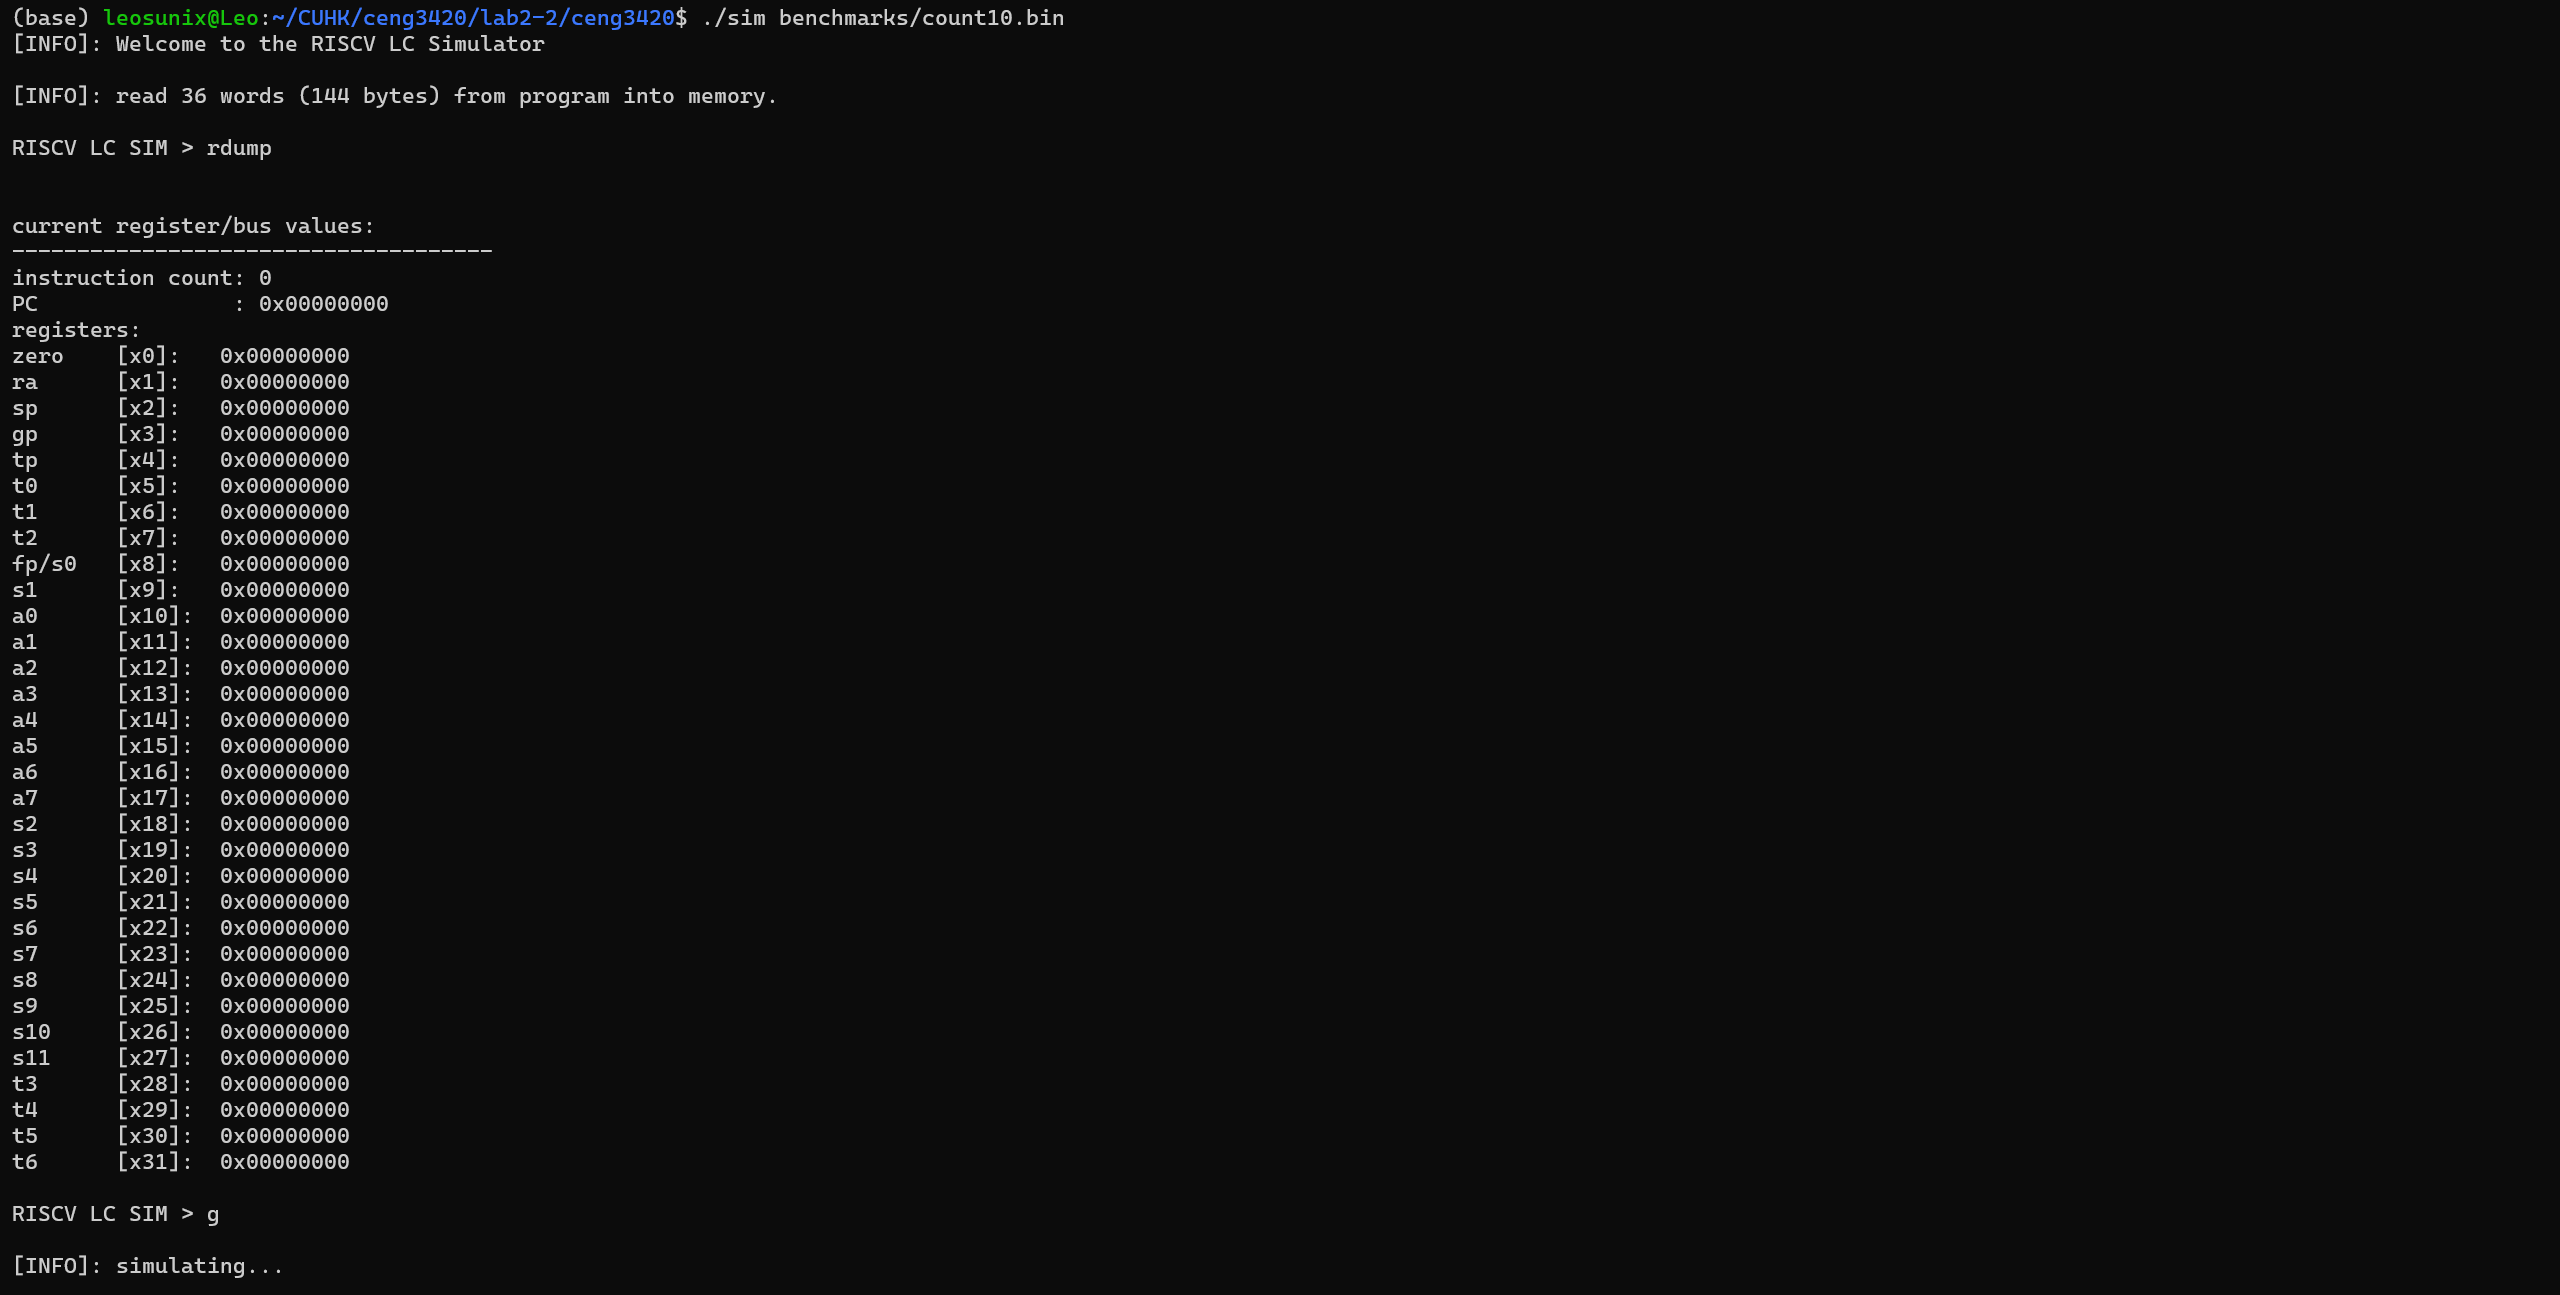 (base) leosunix@Leo:~/CUHK/ceng3420/lab2-2/ceng3420$ ./sim benchmarks/count10.bin
[INFO]: Welcome to the RISCV LC Simulator
[INFO]: read 36 words (144 bytes) from program into memory.
RISCV LC SIM > rdump
current register/bus values:
-------------------------------------
instruction count: 0
PC               : 0x00000000
registers:
zero    [x0]:   0x00000000
ra      [x1]:   0x00000000
sp      [x2]:   0x00000000
gp      [x3]:   0x00000000
tp      [x4]:   0x00000000
t0      [x5]:   0x00000000
t1      [x6]:   0x00000000
t2      [x7]:   0x00000000
fp/s0   [x8]:   0x00000000
s1      [x9]:   0x00000000
a0      [x10]:  0x00000000
a1      [x11]:  0x00000000
a2      [x12]:  0x00000000
a3      [x13]:  0x00000000
a4      [x14]:  0x00000000
a5      [x15]:  0x00000000
a6      [x16]:  0x00000000
a7      [x17]:  0x00000000
s2      [x18]:  0x00000000
s3      [x19]:  0x00000000
s4      [x20]:  0x00000000
s5      [x21]:  0x00000000
s6      [x22]:  0x00000000
s7      [x23]:  0x00000000
s8      [x24]:  0x00000000
s9      [x25]:  0x00000000
s10     [x26]:  0x00000000
s11     [x27]:  0x00000000
t3      [x28]:  0x00000000
t4      [x29]:  0x00000000
t5      [x30]:  0x00000000
t6      [x31]:  0x00000000
RISCV LC SIM > g
[INFO]: simulating...